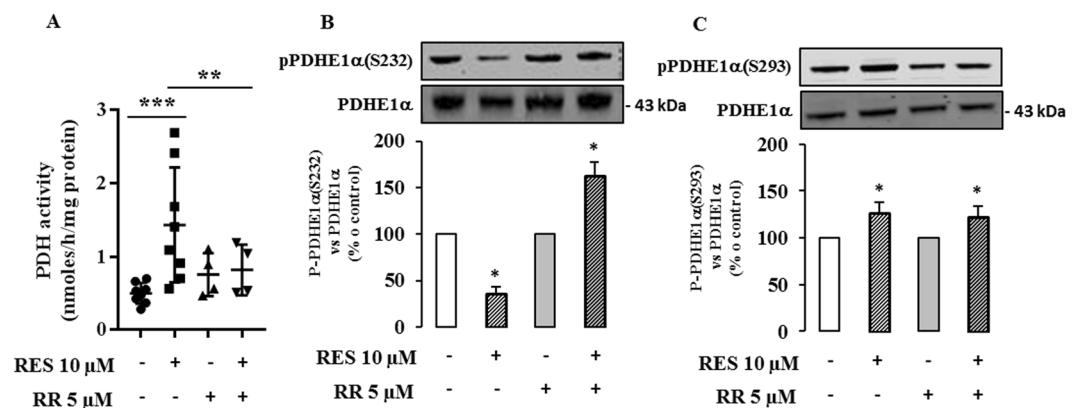 A
***
**
PDH activity
(nmoles/h/mg protein)
3
2
1
0
RES 10 µM - + - +
RR 5 µM - - + +
B
pPDHE1α(S232)
PDHE1α
- 43 kDa
P-PDHE1α(S232)
vs PDHE1α
(% o control)
200
150
100
50
0
*
*
RES 10 µM - + - +
RR 5 µM - - + +
C
pPDHE1α(S293)
PDHE1α
- 43 kDa
P-PDHE1α(S293)
vs PDHE1α
(% o control)
200
150
100
50
0
*
*
RES 10 µM - + - +
RR 5 µM - - + +